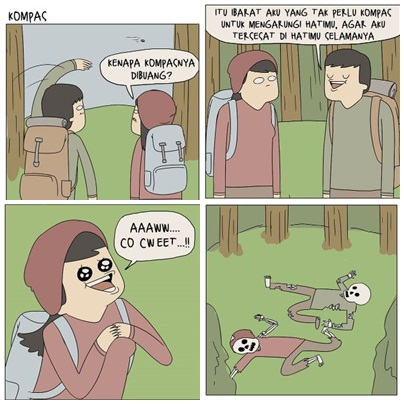 KOMPAS
KENAPA KOMPASNYA
DIBUANG?
ITU IBARAT AKU YANG TAK PERLU KOMPAS
UNTUK MENGARUNGI HATIMU, AGAR AKU
TERSESAT DI HATIMU SELAMANYA
AAAWW....
CO CWEET...!!